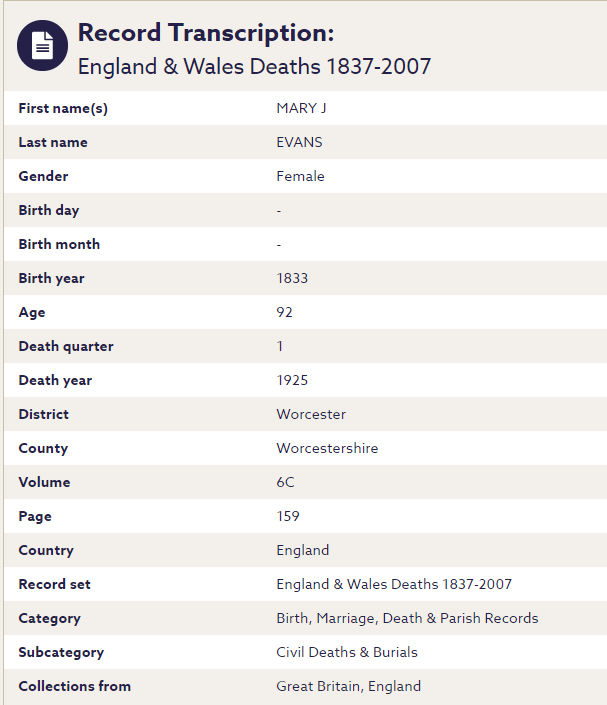 Record Transcription:
England & Wales Deaths 1837-2007
First name(s) MARY J
Last name EVANS
Gender Female
Birth day -
Birth month -
Birth year 1833
Age 92
Death quarter 1
Death year 1925
District Worcester
County Worcestershire
Volume 6C
Page 159
Country England
Record set England & Wales Deaths 1837-2007
Category Birth, Marriage, Death & Parish Records
Subcategory Civil Deaths & Burials
Collections from Great Britain, England